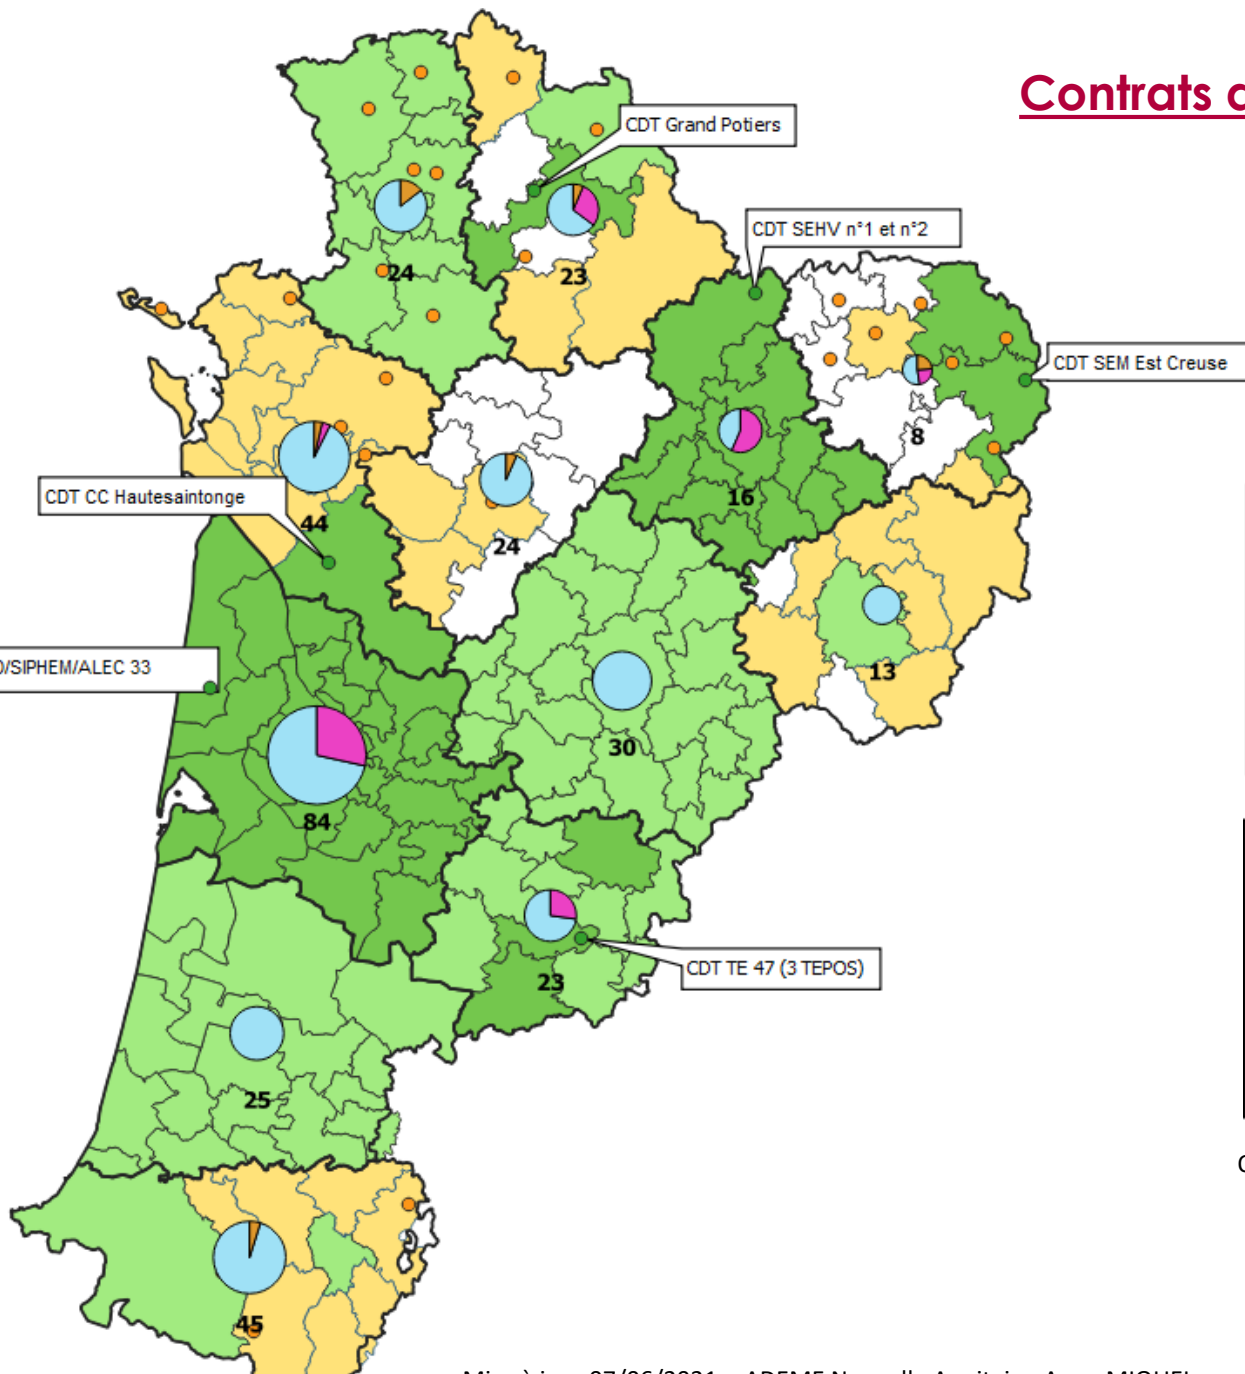 Contrats d
CDT Grand Potiers
CDT SEHV n°1 et n°2
24
23
CDT SEM Est Creuse
8
CDT CC Hautesaintonge
44
16
24
/SIPHEM/ALEC 33
13
30
84
CDT TE 47 (3 TEPOS)
23
25
45